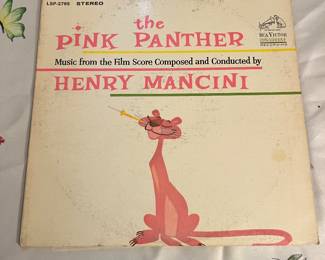 LSP-2795 STEREO
the
PINK PANTHER
RCA VICTOR
Music from the Film Score Composed and Conducted by
HENRY MANCINI